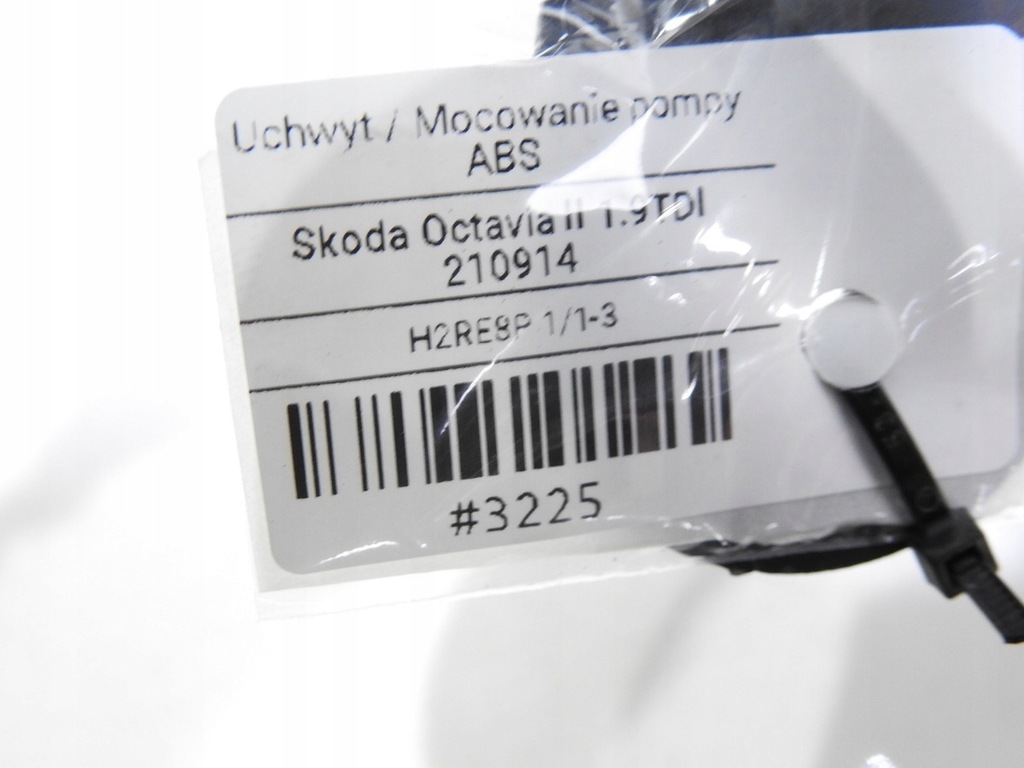 Uchwyt / Mocowanie pompy
ABS
Skoda Octavia II 1.9TDI
210914
H2RE8P 1/1-3
#3225